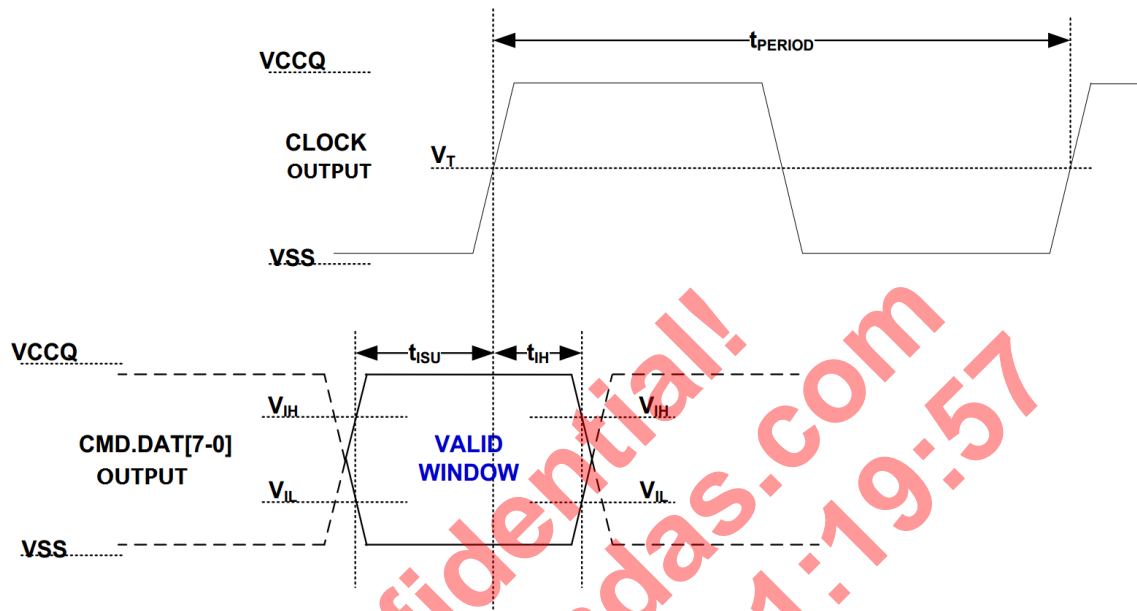 tPERIOD
VCCQ
CLOCK
OUTPUT
VT
VSS
VCCQ
tISU
tIH
VIH
VIH
CMD.DAT[7-0]
OUTPUT
VALID
WINDOW
VIL
VIL
VSS
fidential!
das.com
1:19:57